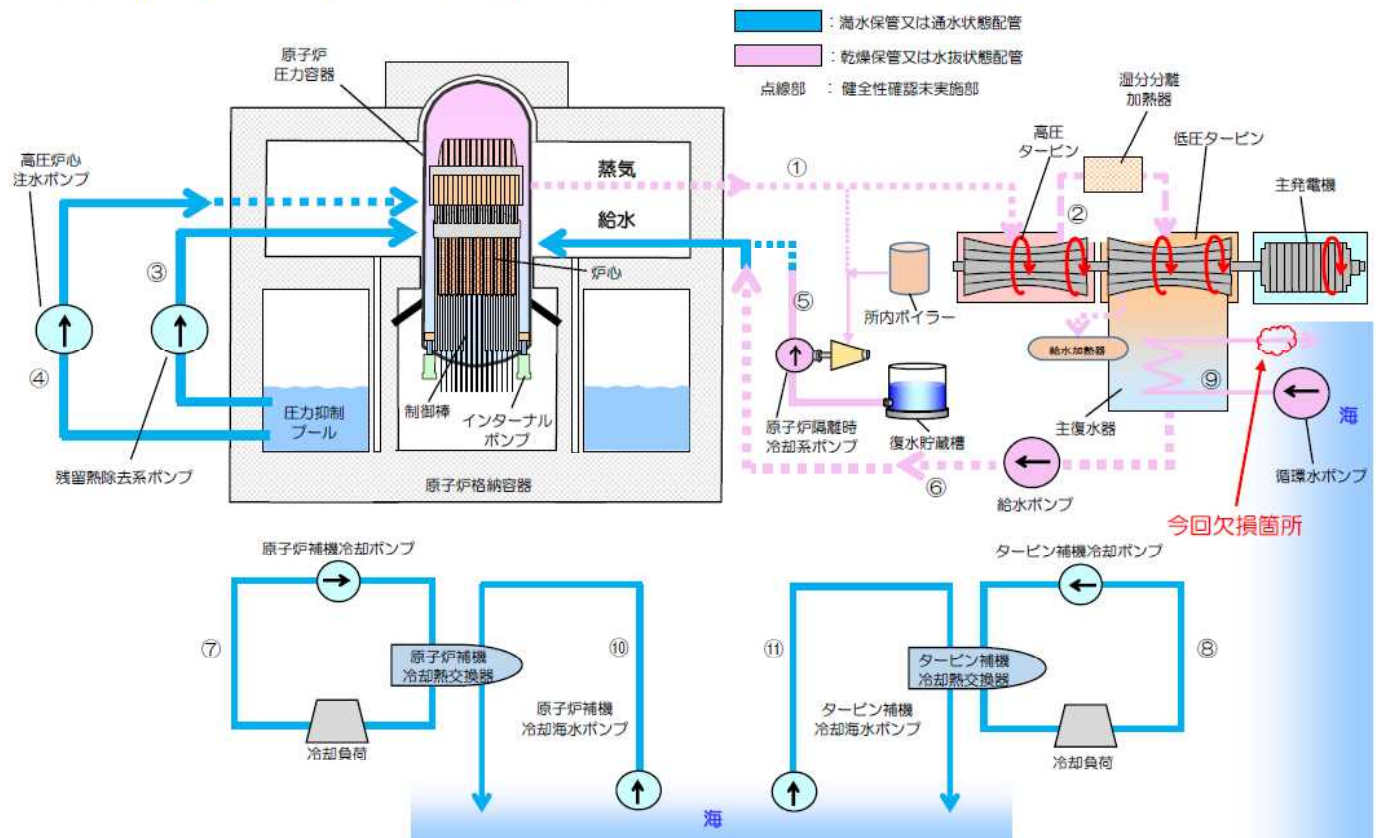 ：満水保管又は通水状態配管
：乾燥保管又は水抜状態配管
点線部　：　健全性確認未実施部
原子炉
圧力容器
湿分分離
加熱器
高圧
タービン
低圧タービン
主発電機
高圧炉心
注水ポンプ
蒸気
①
②
給水
③
炉心
⑤
所内ボイラー
給水加熱器
④
⑨
圧力抑制
プール
制御棒
インターナル
ポンプ
原子炉隔離時
冷却系ポンプ
復水貯蔵槽
主復水器
海
循環水ポンプ
残留熱除去系ポンプ
原子炉格納容器
⑥
給水ポンプ
今回欠損箇所
原子炉補機冷却ポンプ
タービン補機冷却ポンプ
⑦
原子炉補機
冷却熱交換器
⑩
⑪
タービン補機
冷却熱交換器
⑧
原子炉補機
冷却海水ポンプ
タービン補機
冷却海水ポンプ
冷却負荷
冷却負荷
海